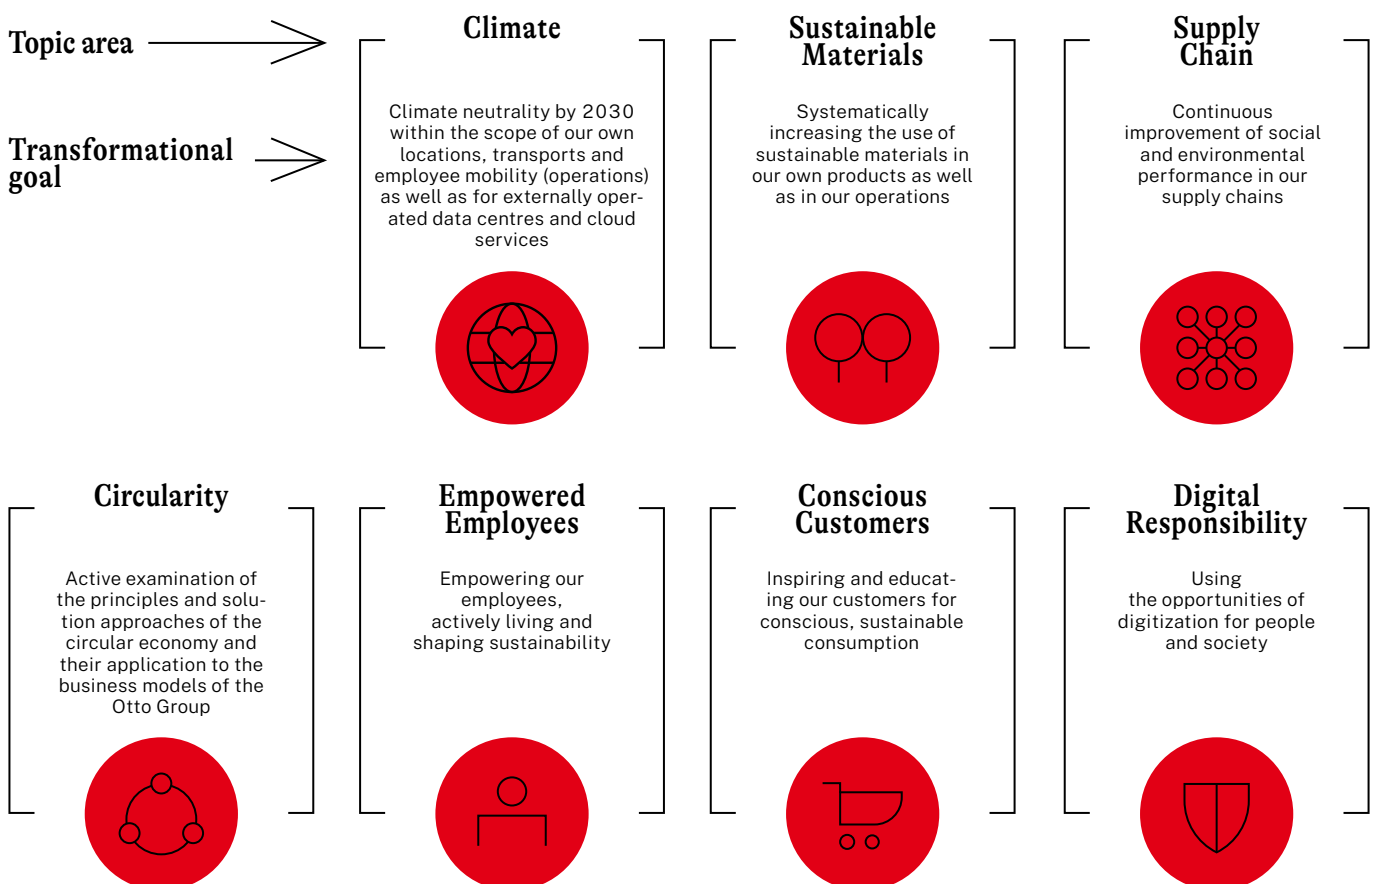 Topic area
Transformational
goal
Climate
Climate neutrality by 2030
within the scope of our own
locations, transports and
employee mobility (operations)
as well as for externally oper-
ated data centres and cloud
services
Sustainable
Materials
Systematically
increasing the use of
sustainable materials in
our own products as well
as in our operations
Supply
Chain
Continuous
improvement of social
and environmental
performance in our
supply chains
Circularity
Active examination of
the principles and solu-
tion approaches of the
circular economy and
their application to the
business models of the
Otto Group
Empowered
Employees
Empowering our
employees,
actively living and
shaping sustainability
Conscious
Customers
Inspiring and educat-
ing our customers for
conscious, sustainable
consumption
Digital
Responsibility
Using
the opportunities of
digitization for people
and society